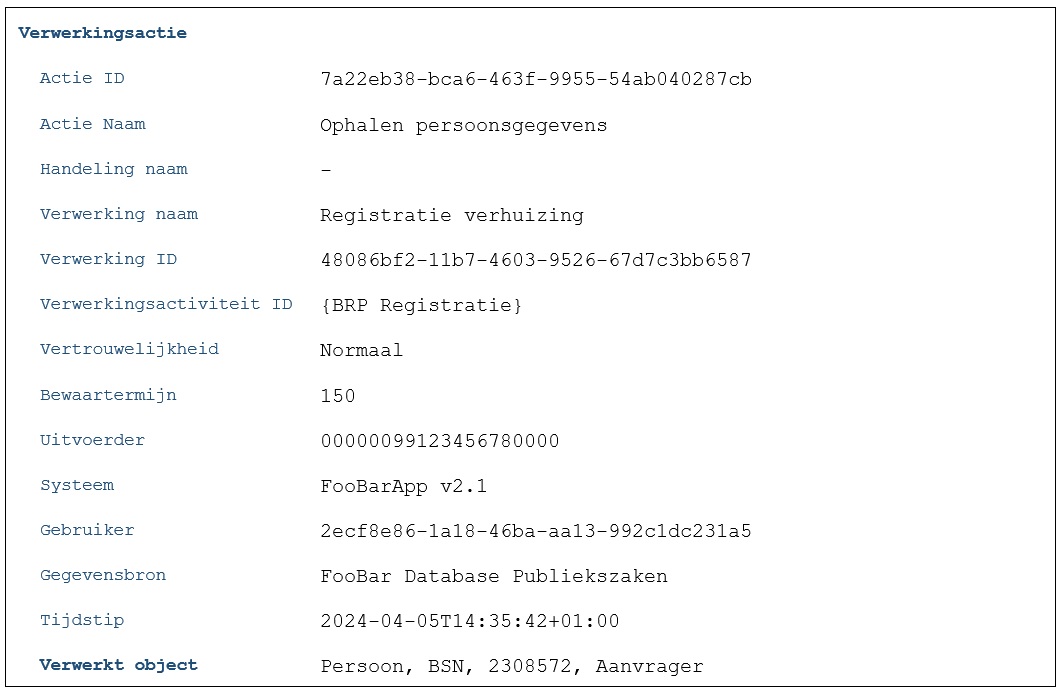 Verwerkingsactie
Actie ID 7a22eb38-bca6-463f-9955-54ab040287cb
Actie Naam Ophalen persoonsgegevens
Handeling naam -
Verwerking naam Registratie verhuizing
Verwerking ID 48086bf2-11b7-4603-9526-67d7c3bb6587
Verwerkingsactiviteit ID {BRP Registratie}
Vertrouwelijkheid Normaal
Bewaartermijn 150
Uitvoerder 00000099123456780000
Systeem FooBarApp v2.1
Gebruiker 2ecf8e86-1a18-46ba-aa13-992c1dc231a5
Gegevensbron FooBar Database Publiekszaken
Tijdstip 2024-04-05T14:35:42+01:00
Verwerkt object Persoon, BSN, 2308572, Aanvrager